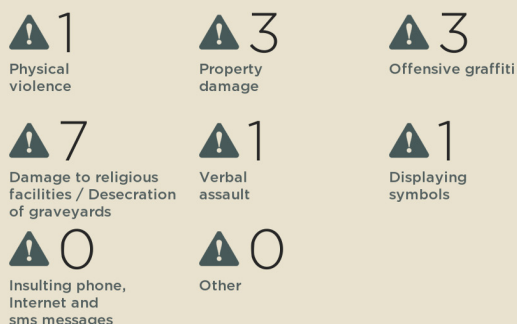 1
Physical
violence
3
Property
damage
3
Offensive graffiti
7
Damage to religious
facilities / Desecration
of graveyards
1
Verbal
assault
1
Displaying
symbols
0
Insulting phone,
Internet and
sms messages
0
Other